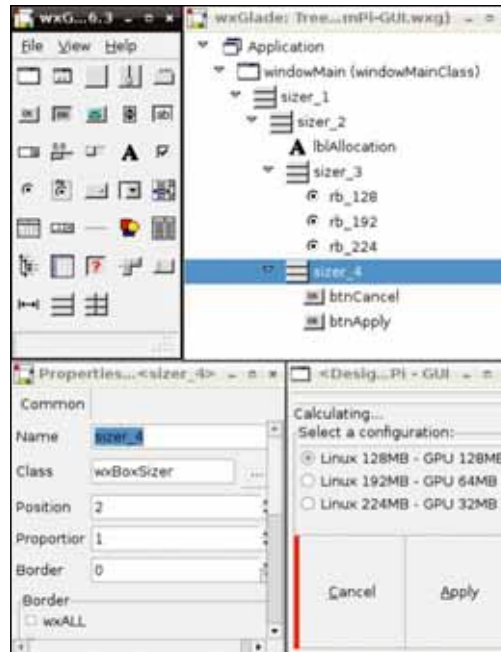 wxG... 6.3
File View Help
wxGlade: Tree...mPi-GUI.wxg)
Application
windowMain (windowMainClass)
sizer_1
sizer_2
A lblAllocation
sizer_3
rb_128
rb_192
rb_224
sizer_4
btnCancel
btnApply
Properties...<sizer_4>
Common
Name sizer_4
Class wxBoxSizer ...
Position 2
Proportior 1
Border 0
Border
wxALL
<Desig...Pi - GUI
Calculating...
Select a configuration:
Linux 128MB - GPU 128MB
Linux 192MB - GPU 64MB
Linux 224MB - GPU 32MB
Cancel Apply